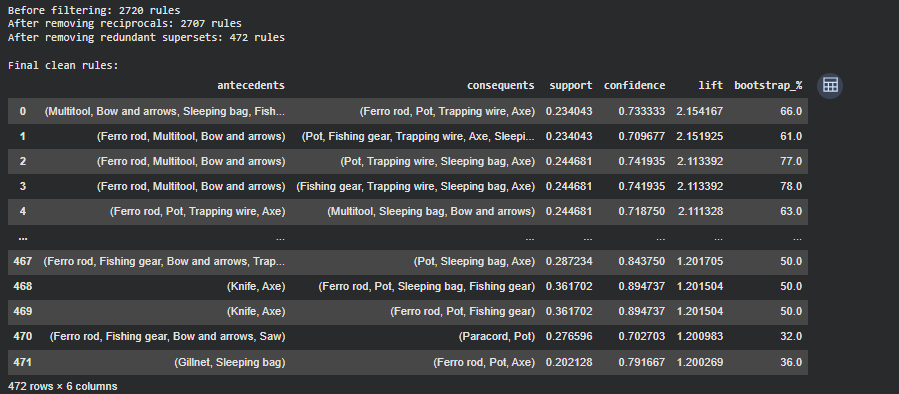 Before filtering: 2720 rules
After removing reciprocals: 2707 rules
After removing redundant supersets: 472 rules
Final clean rules:
antecedents consequents support confidence lift bootstrap_%
0 (Multitool, Bow and arrows, Sleeping bag, Fish... (Ferro rod, Pot, Trapping wire, Axe) 0.234043 0.733333 2.154167 66.0
1 (Ferro rod, Multitool, Bow and arrows) (Pot, Fishing gear, Trapping wire, Axe, Sleepi... 0.234043 0.709677 2.151925 61.0
2 (Ferro rod, Multitool, Bow and arrows) (Pot, Trapping wire, Sleeping bag, Axe) 0.244681 0.741935 2.113392 77.0
3 (Ferro rod, Multitool, Bow and arrows) (Fishing gear, Trapping wire, Sleeping bag, Axe) 0.244681 0.741935 2.113392 78.0
4 (Ferro rod, Pot, Trapping wire, Axe) (Multitool, Sleeping bag, Bow and arrows) 0.244681 0.718750 2.111328 63.0
... ... ... ... ... ... ...
467 (Ferro rod, Fishing gear, Bow and arrows, Trap... (Pot, Sleeping bag, Axe) 0.287234 0.843750 1.201705 50.0
468 (Knife, Axe) (Ferro rod, Pot, Sleeping bag, Fishing gear) 0.361702 0.894737 1.201504 50.0
469 (Knife, Axe) (Ferro rod, Pot, Fishing gear) 0.361702 0.894737 1.201504 50.0
470 (Ferro rod, Fishing gear, Bow and arrows, Saw) (Paracord, Pot) 0.276596 0.702703 1.200983 32.0
471 (Gillnet, Sleeping bag) (Ferro rod, Pot, Axe) 0.202128 0.791667 1.200269 36.0
472 rows × 6 columns